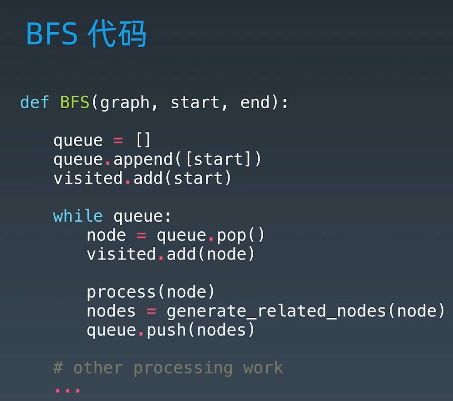 BFS 代码
def BFS(graph, start, end):
    queue = []
    queue.append([start])
    visited.add(start)
    while queue:
        node = queue.pop()
        visited.add(node)
        process(node)
        nodes = generate_related_nodes(node)
        queue.push(nodes)
    # other processing work
    ...